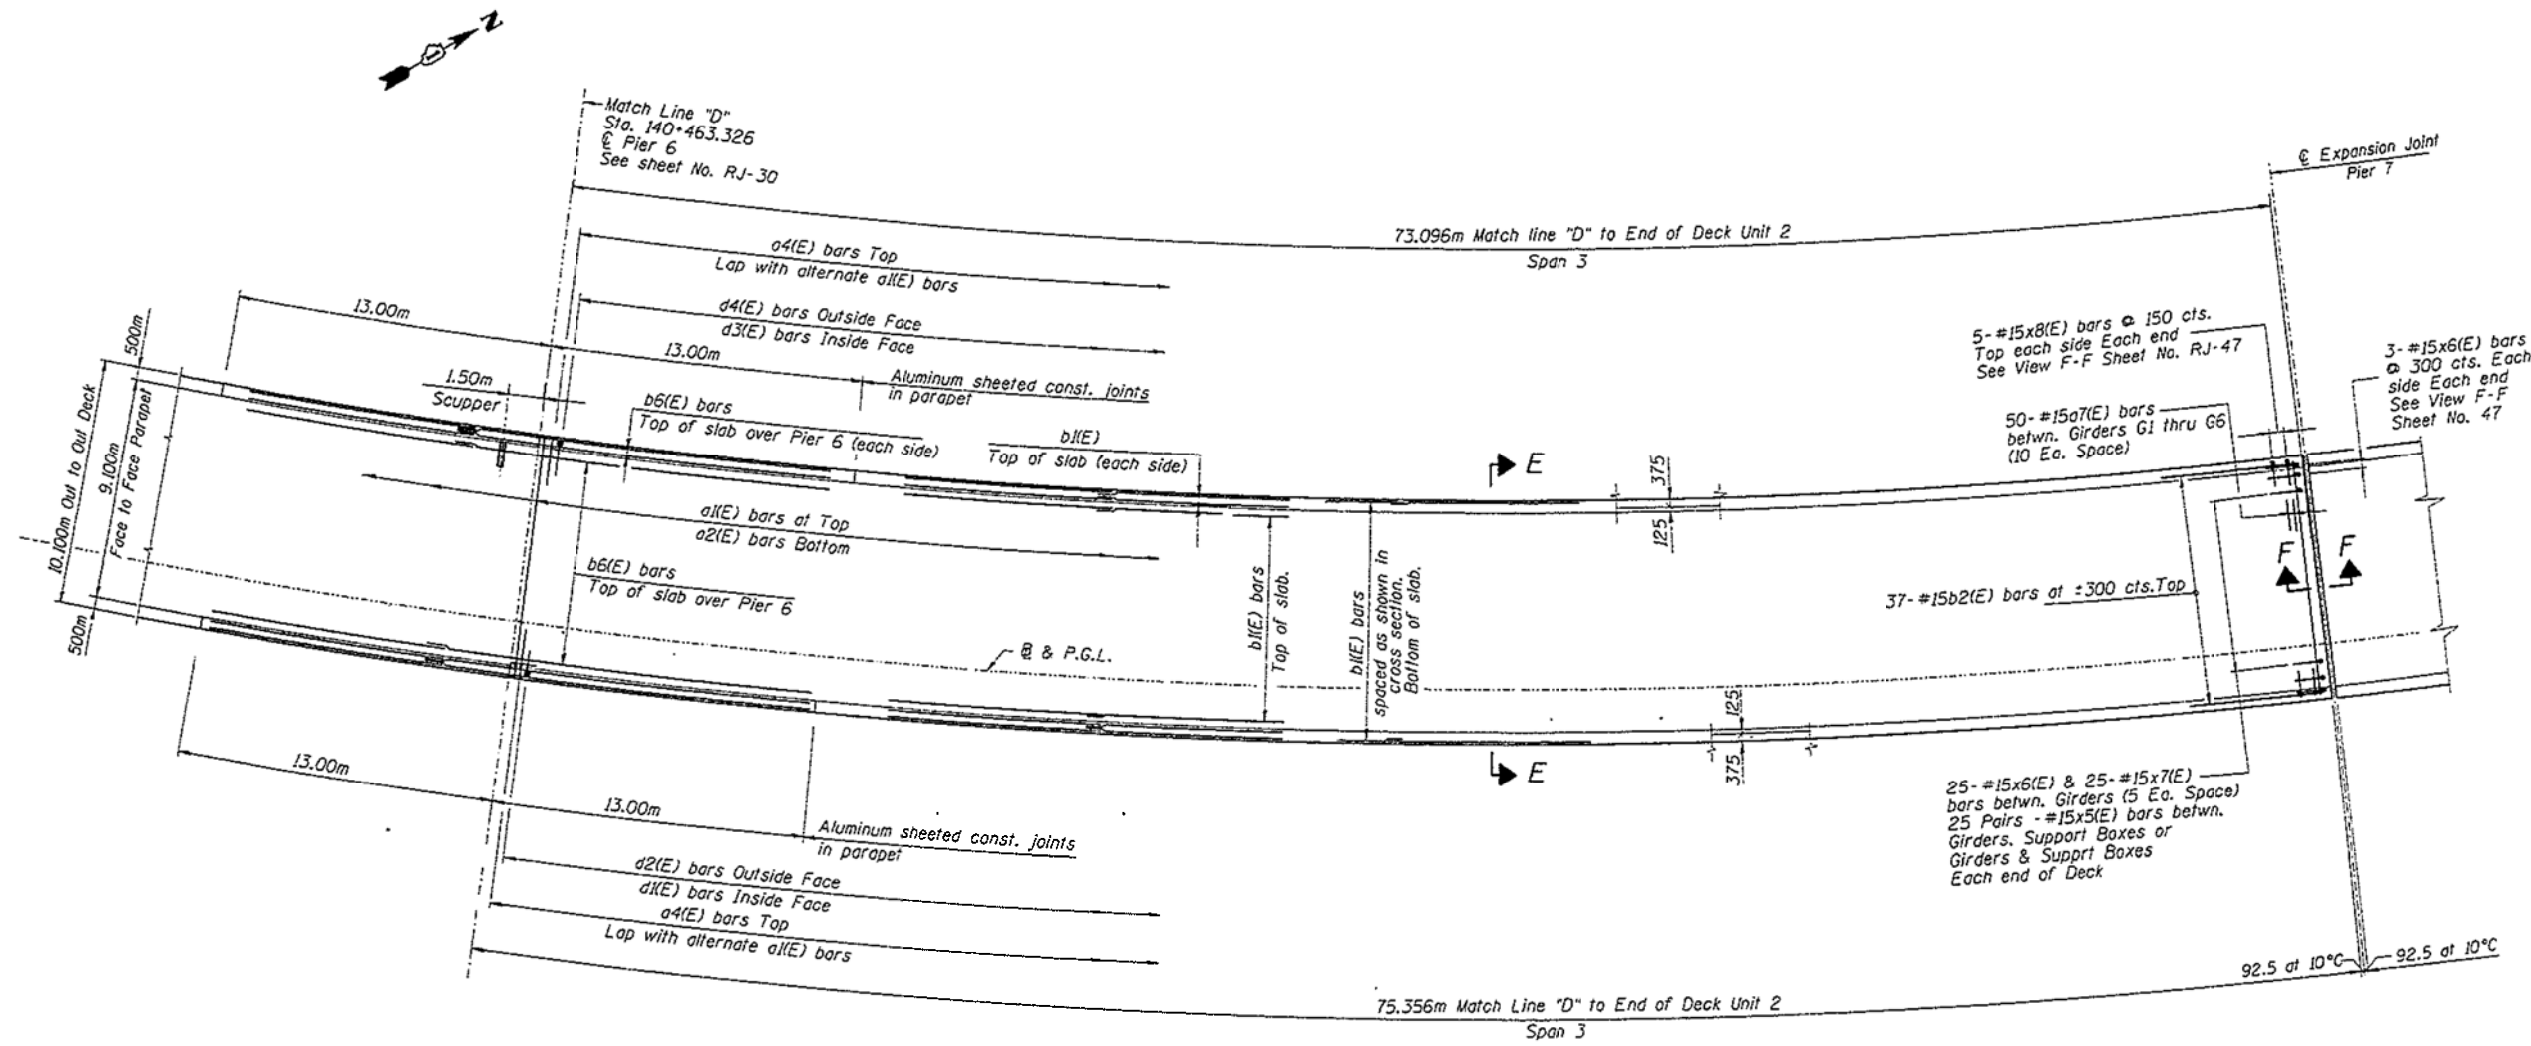 N
Match Line "D"
Sta. 140+463.326
℄ Pier 6
See sheet No. RJ-30
℄ Expansion Joint
Pier 7
73.096m Match line "D" to End of Deck Unit 2
Span 3
a4(E) bars Top
Lap with alternate a1(E) bars
d4(E) bars Outside Face
d3(E) bars Inside Face
13.00m
13.00m
500m
1.50m
Scupper
Aluminum sheeted const. joints
in parapet
b6(E) bars
Top of slab over Pier 6 (each side)
b1(E)
Top of slab (each side)
E
375
125
5-#15x8(E) bars @ 150 cts.
Top each side Each end
See View F-F Sheet No. RJ-47
3-#15x6(E) bars
@ 300 cts. Each
side Each end
See View F-F
Sheet No. 47
50-#15a7(E) bars
betwn. Girders G1 thru G6
(10 Ea. Space)
10.100m Out to Out Deck
9.100m
Face to Face Parapet
500m
a1(E) bars at Top
a2(E) bars Bottom
b6(E) bars
Top of slab over Pier 6
b1(E) bars
Top of slab.
b1(E) bars
spaced as shown in
cross section.
Bottom of slab.
F
F
37-#15b2(E) bars at ±300 cts.Top
℄ & P.G.L.
125
375
E
13.00m
13.00m
Aluminum sheeted const. joints
in parapet
25-#15x6(E) & 25-#15x7(E)
bars betwn. Girders (5 Ea. Space)
25 Pairs -#15x5(E) bars betwn.
Girders, Support Boxes or
Girders & Supprt Boxes
Each end of Deck
d2(E) bars Outside Face
d1(E) bars Inside Face
a4(E) bars Top
Lap with alternate a1(E) bars
92.5 at 10°C
92.5 at 10°C
75.356m Match Line "D" to End of Deck Unit 2
Span 3